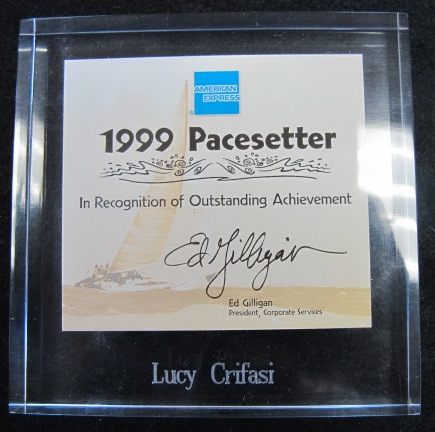 AMERICAN
EXPRESS
®
1999 Pacesetter
In Recognition of Outstanding Achievement
Ed Gilligan
Ed Gilligan
President, Corporate Services
Lucy Crifasi